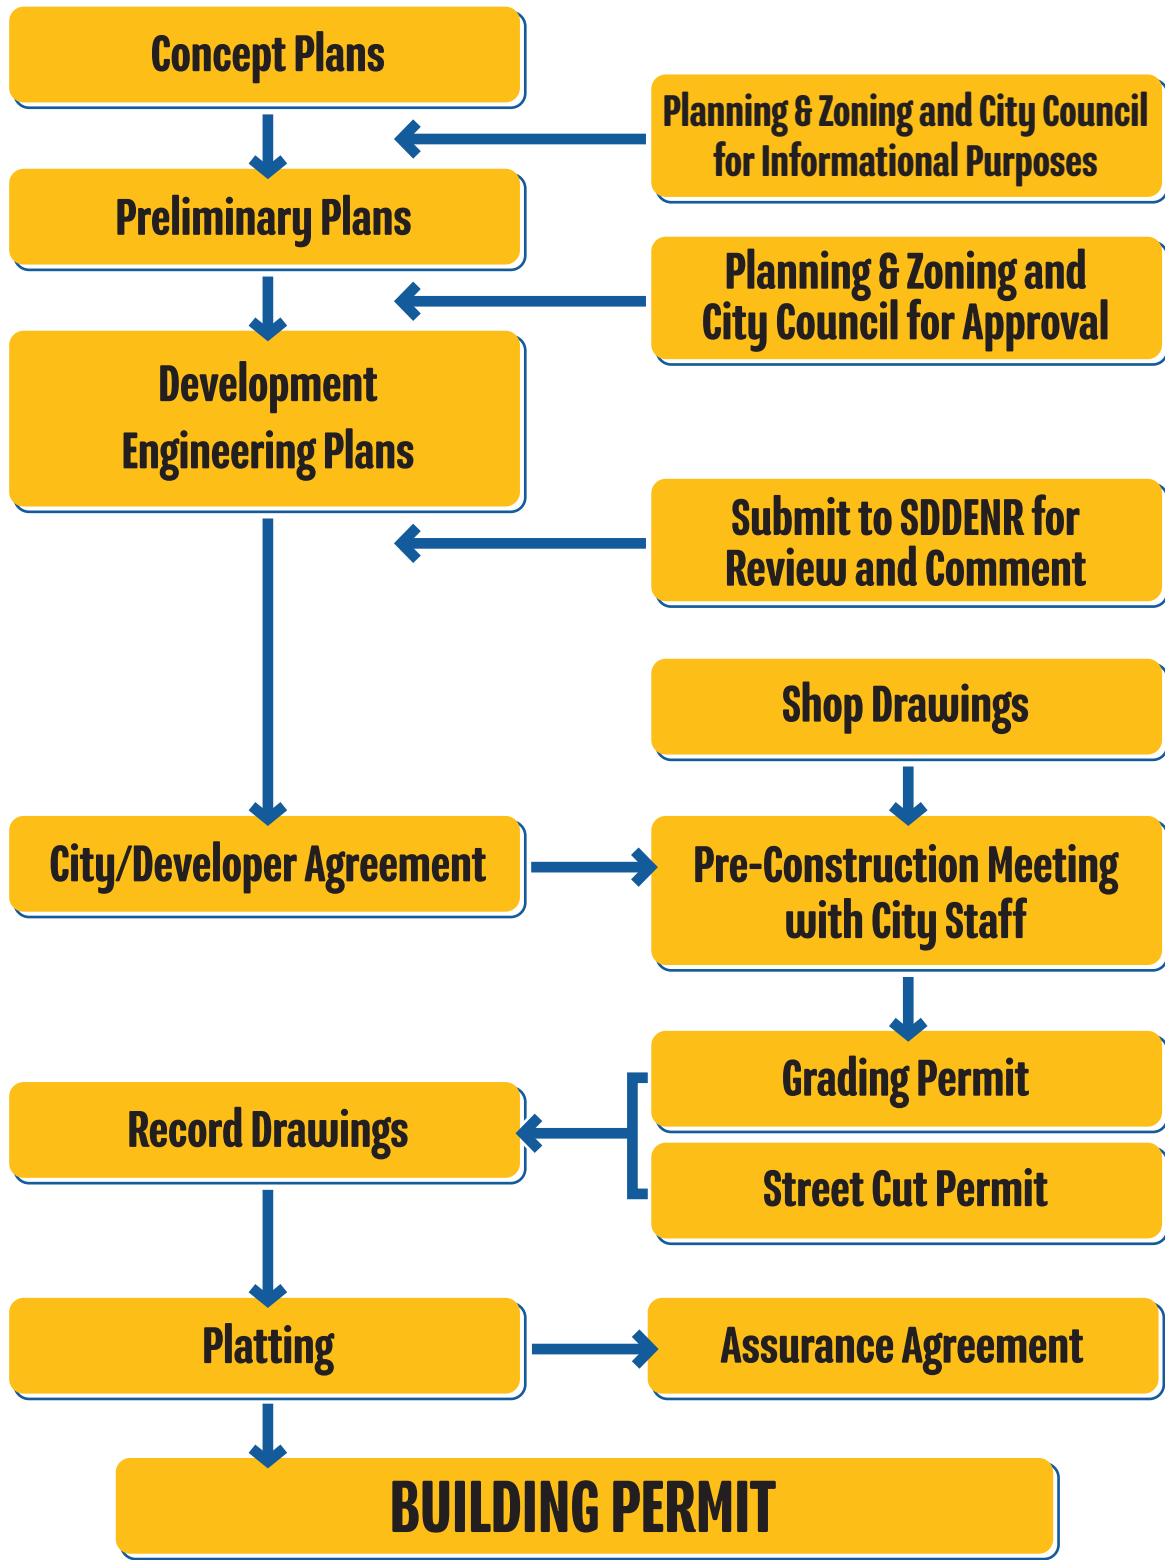 Concept Plans
Planning & Zoning and City Council
for Informational Purposes
Preliminary Plans
Planning & Zoning and
City Council for Approval
Development
Engineering Plans
Submit to SDDENR for
Review and Comment
Shop Drawings
City/Developer Agreement
Pre-Construction Meeting
with City Staff
Grading Permit
Record Drawings
Street Cut Permit
Platting
Assurance Agreement
BUILDING PERMIT